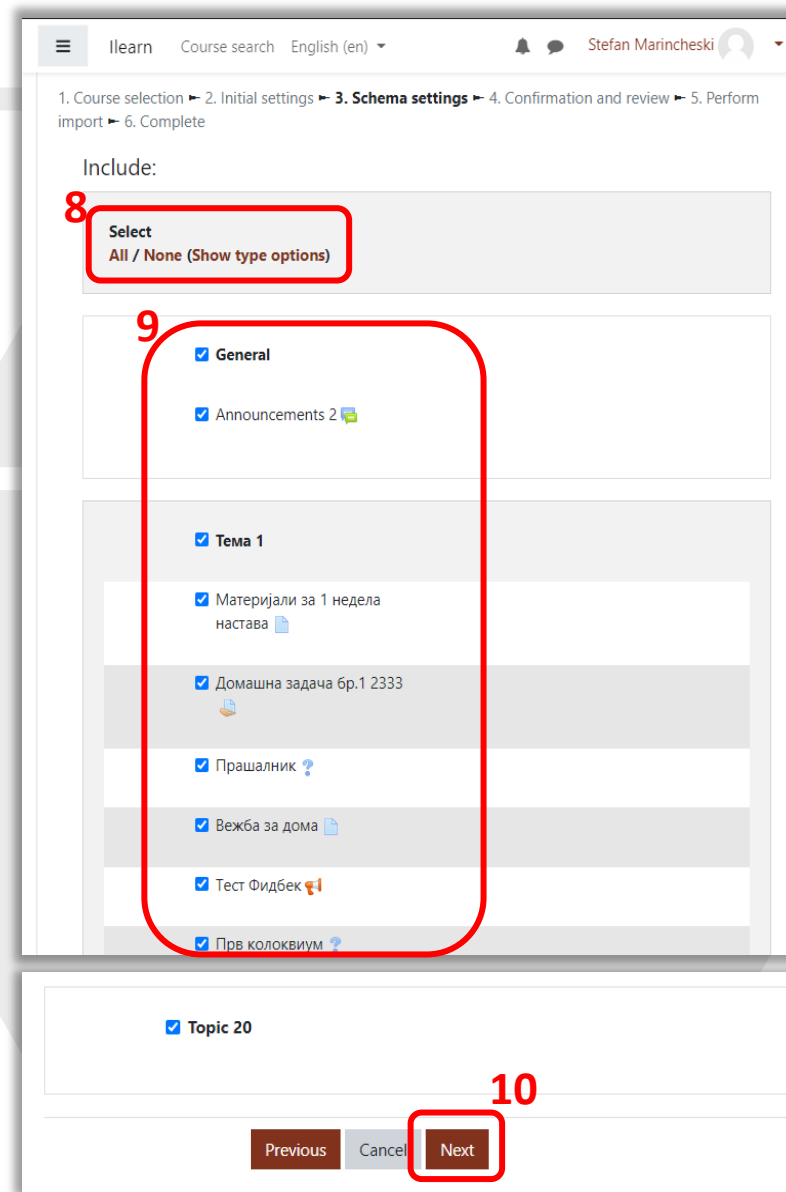 Ilearn Course search English (en) Stefan Marincheski
1. Course selection ► 2. Initial settings ► 3. Schema settings ► 4. Confirmation and review ► 5. Perform
import ► 6. Complete
Include:
8
Select
All / None (Show type options)
9
General
Announcements 2
Тема 1
Материјали за 1 недела
настава
Домашна задача бр.1 2333
Прашалник
Вежба за дома
Тест Фидбек
Прв колоквиум
Topic 20
10
Previous Cancel Next